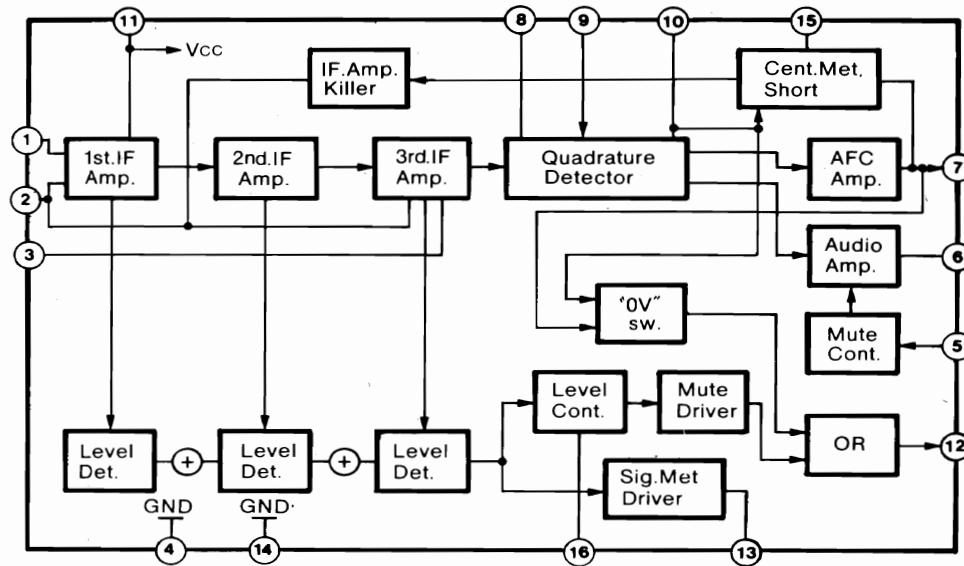 11
8
9
10
15
Vcc
IF.Amp.
Killer
Cent.Met.
Short
1
1st.IF
Amp.
2nd.IF
Amp.
3rd.IF
Amp.
Quadrature
Detector
AFC
Amp.
7
2
3
Audio
Amp.
6
"0V"
sw.
Mute
Cont.
5
Level
Cont.
Mute
Driver
OR
12
Level
Det.
+
Level
Det.
+
Level
Det.
Sig.Met
Driver
GND
GND
4
14
16
13